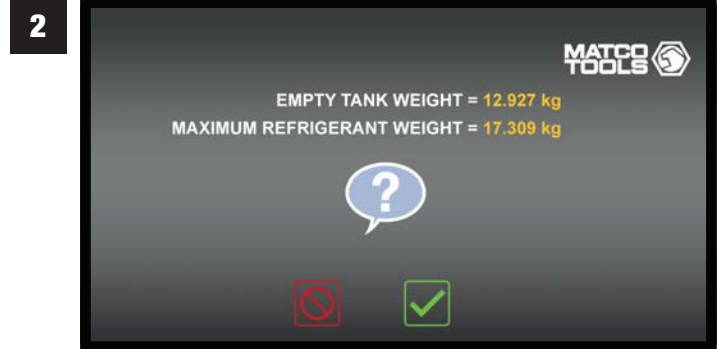 2
MATCO
TOOLS
EMPTY TANK WEIGHT = 12.927 kg
MAXIMUM REFRIGERANT WEIGHT = 17.309 kg
?